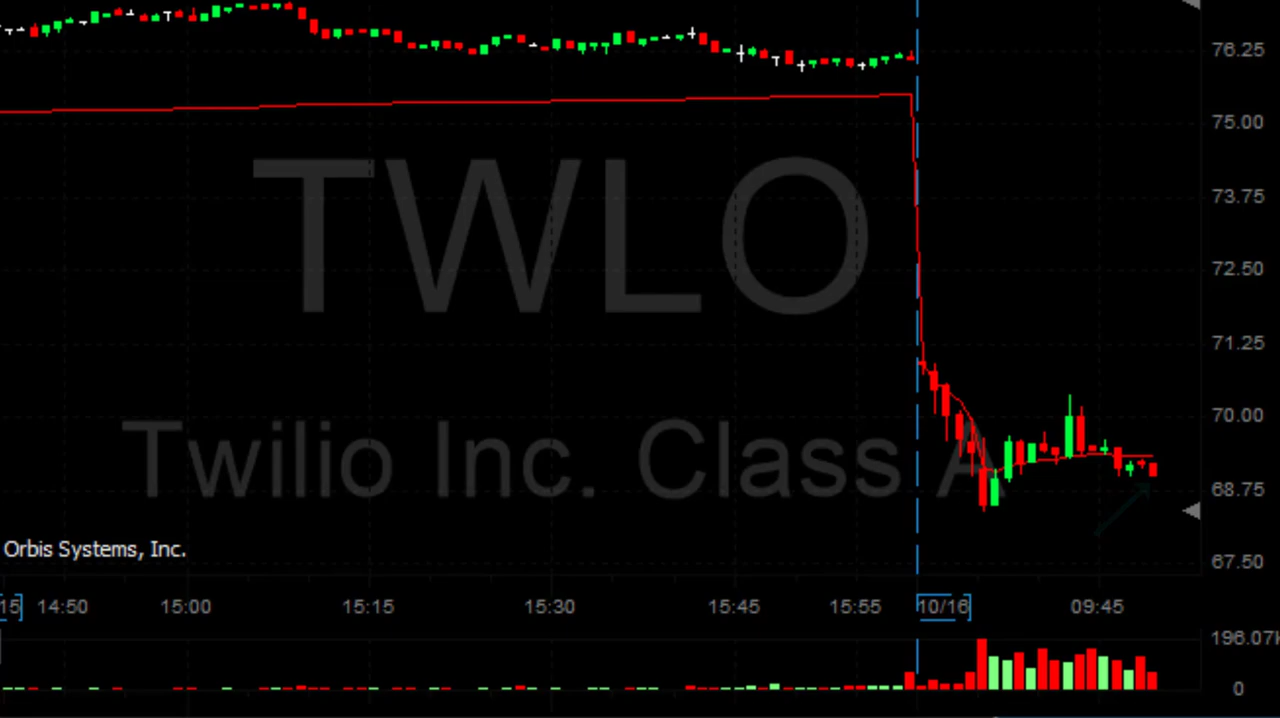 76.25
75.00
TWLO
73.75
72.50
71.25
70.00
Twilio Inc. Class A
68.75
Orbis Systems, Inc.
67.50
15 14:50 15:00 15:15 15:30 15:45 15:55 10/16 09:45
196.07K
0